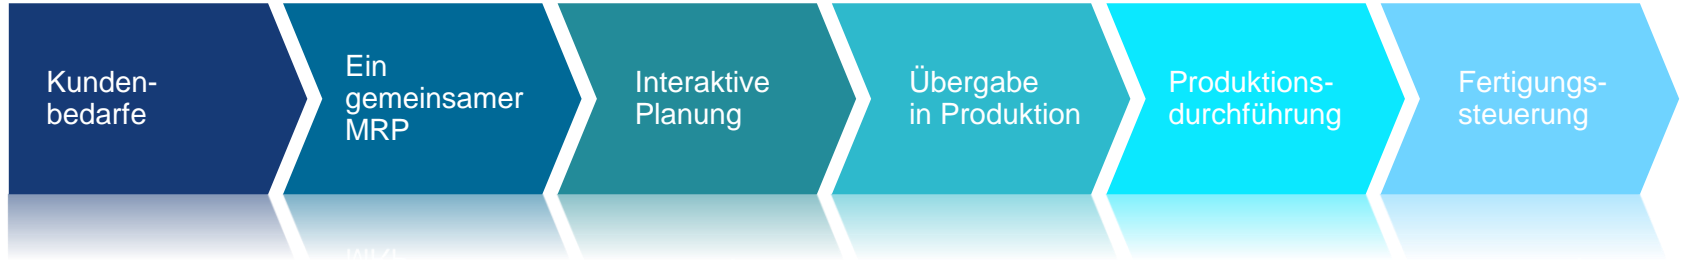 Kunden-
bedarfe
Ein
gemeinsamer
MRP
Interaktive
Planung
Übergabe
in Produktion
Produktions-
durchführung
Fertigungs-
steuerung